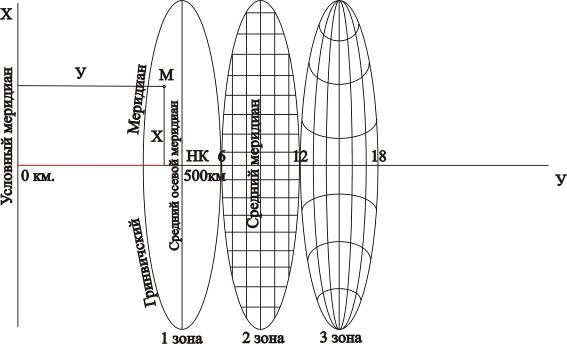 X
Условный меридиан
У
М
Меридиан
Х
Гринвичский
Средний осевой меридиан
НК
6
12
18
0 км.
500км
Средний меридиан
У
1 зона
2 зона
3 зона